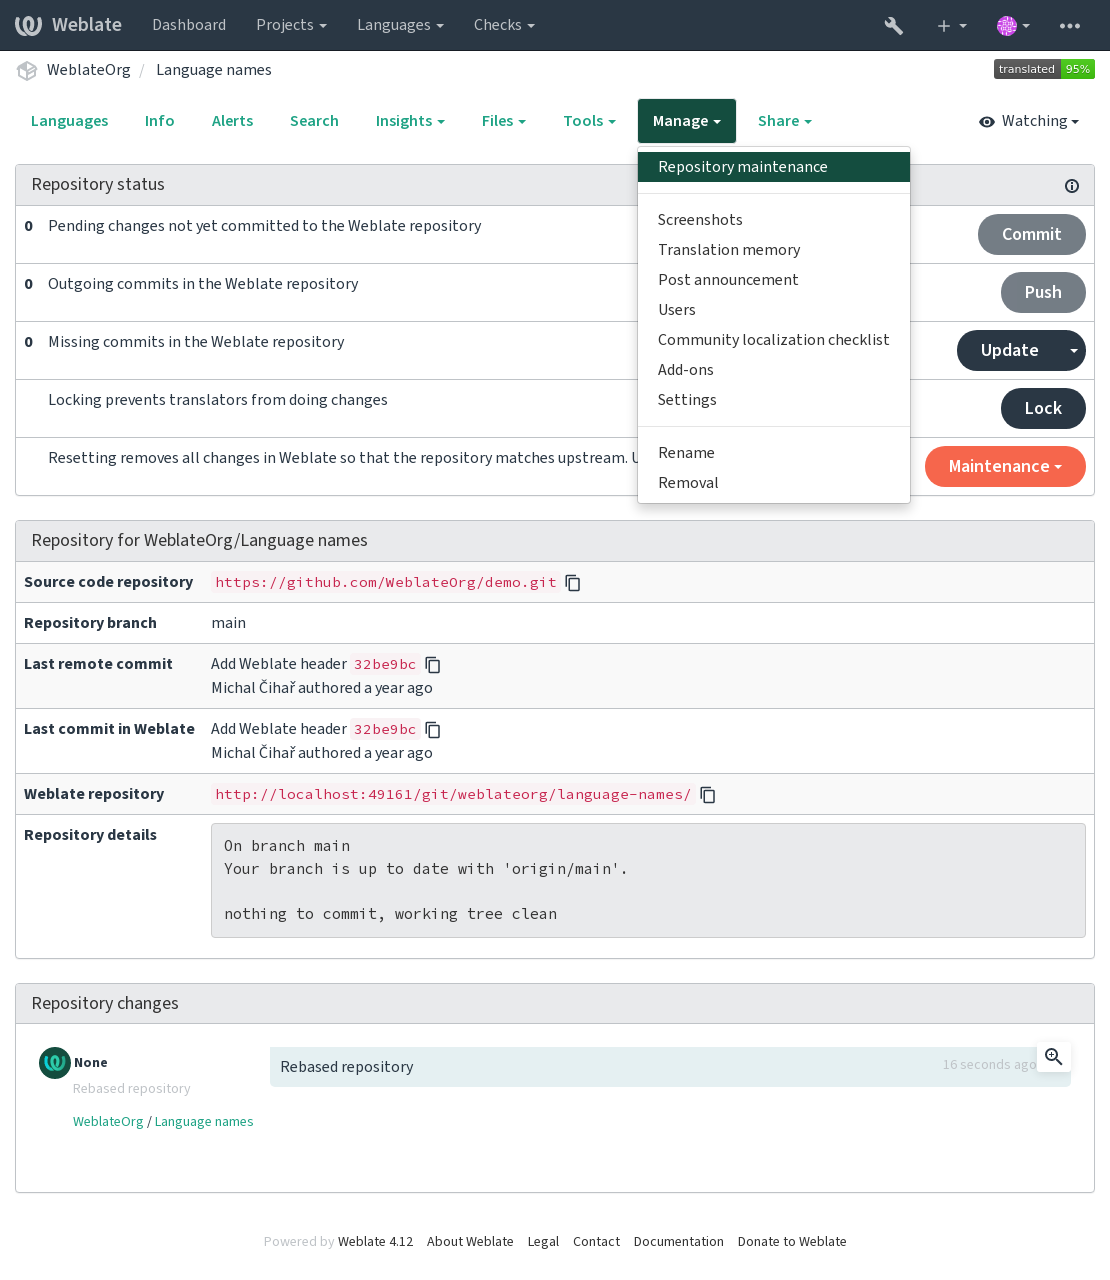 Weblate Dashboard Projects Languages Checks
WeblateOrg / Language names translated 95%
Languages Info Alerts Search Insights Files Tools Manage Share Watching
Repository maintenance
Screenshots
Translation memory
Post announcement
Users
Community localization checklist
Add-ons
Settings
Rename
Removal
Repository status
0 Pending changes not yet committed to the Weblate repository Commit
0 Outgoing commits in the Weblate repository Push
0 Missing commits in the Weblate repository Update
Locking prevents translators from doing changes Lock
Resetting removes all changes in Weblate so that the repository matches upstream. Maintenance
Repository for WeblateOrg/Language names
Source code repository https://github.com/WeblateOrg/demo.git
Repository branch main
Last remote commit Add Weblate header 32be9bc
Michal Čihař authored a year ago
Last commit in Weblate Add Weblate header 32be9bc
Michal Čihař authored a year ago
Weblate repository http://localhost:49161/git/weblateorg/language-names/
Repository details On branch main
Your branch is up to date with 'origin/main'.
nothing to commit, working tree clean
Repository changes
None Rebased repository 16 seconds ago
Rebased repository
WeblateOrg / Language names
Powered by Weblate 4.12 About Weblate Legal Contact Documentation Donate to Weblate